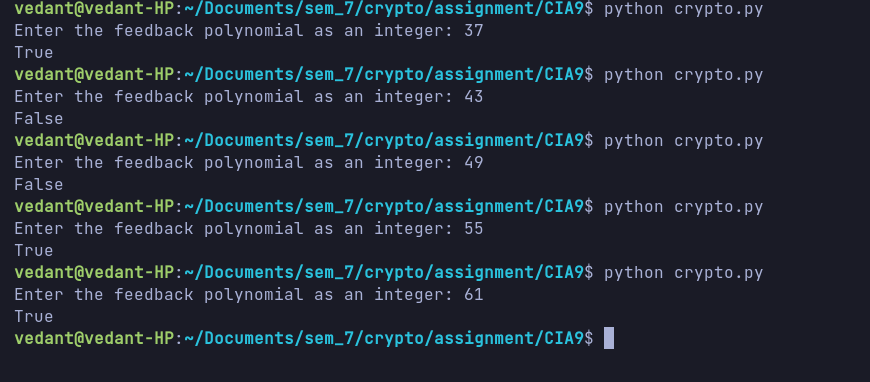 vedant@vedant-HP:~/Documents/sem_7/crypto/assignment/CIA9$ python crypto.py
Enter the feedback polynomial as an integer: 37
True
vedant@vedant-HP:~/Documents/sem_7/crypto/assignment/CIA9$ python crypto.py
Enter the feedback polynomial as an integer: 43
False
vedant@vedant-HP:~/Documents/sem_7/crypto/assignment/CIA9$ python crypto.py
Enter the feedback polynomial as an integer: 49
False
vedant@vedant-HP:~/Documents/sem_7/crypto/assignment/CIA9$ python crypto.py
Enter the feedback polynomial as an integer: 55
True
vedant@vedant-HP:~/Documents/sem_7/crypto/assignment/CIA9$ python crypto.py
Enter the feedback polynomial as an integer: 61
True
vedant@vedant-HP:~/Documents/sem_7/crypto/assignment/CIA9$